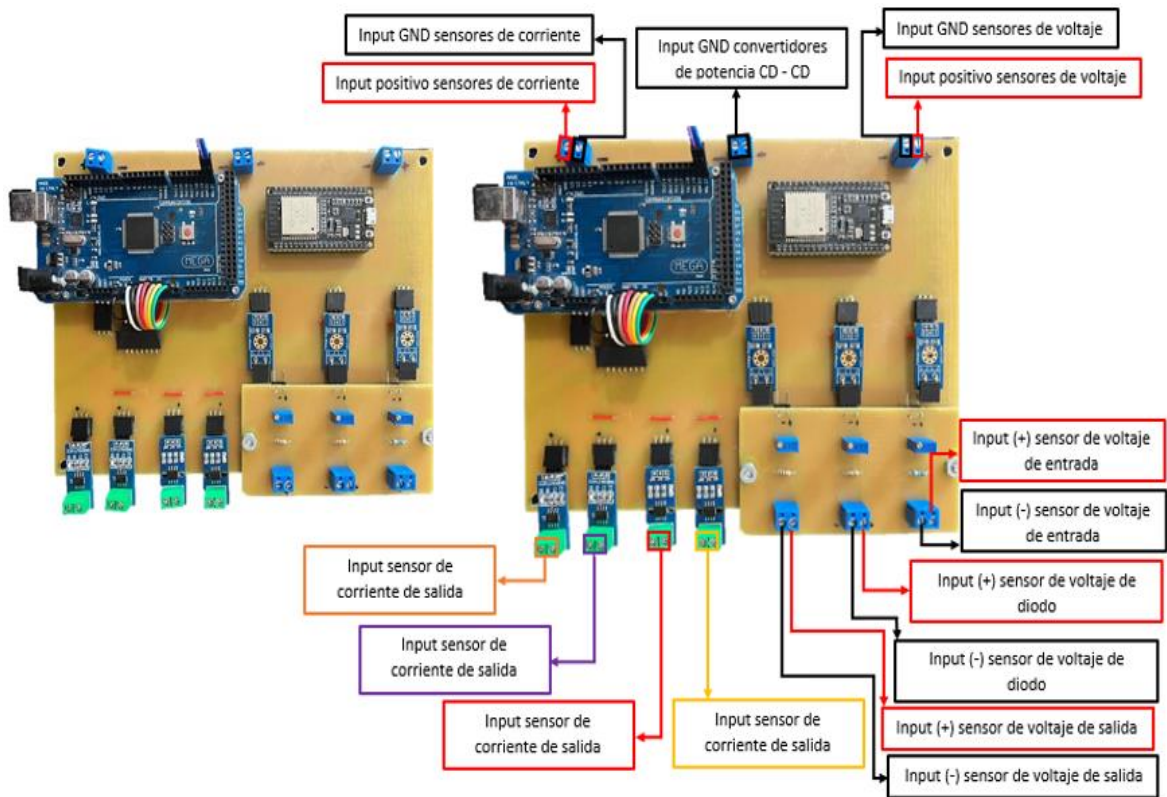 Input GND sensores de corriente
Input GND convertidores
de potencia CD - CD
Input GND sensores de voltaje
Input positivo sensores de corriente
Input positivo sensores de voltaje
MEGA
MEGA
Input (+) sensor de voltaje
de entrada
Input (-) sensor de voltaje
de entrada
Input sensor de
corriente de salida
Input (+) sensor de voltaje de
diodo
Input sensor de
corriente de salida
Input (-) sensor de voltaje de
diodo
Input sensor de
corriente de salida
Input sensor de
corriente de salida
Input (+) sensor de voltaje de salida
Input (-) sensor de voltaje de salida